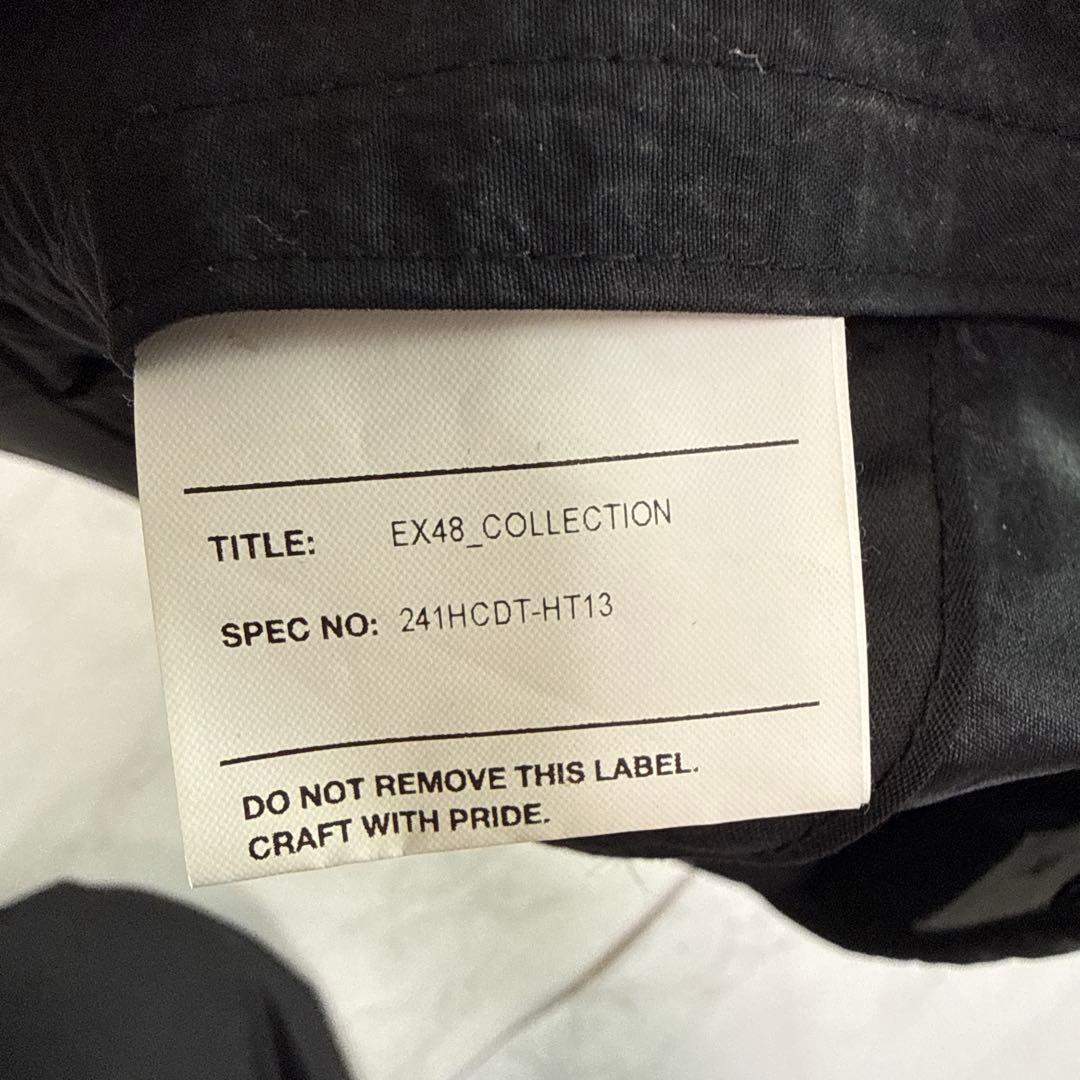 TITLE: EX48_COLLECTION
SPEC NO: 241HCDT-HT13
DO NOT REMOVE THIS LABEL.
CRAFT WITH PRIDE.